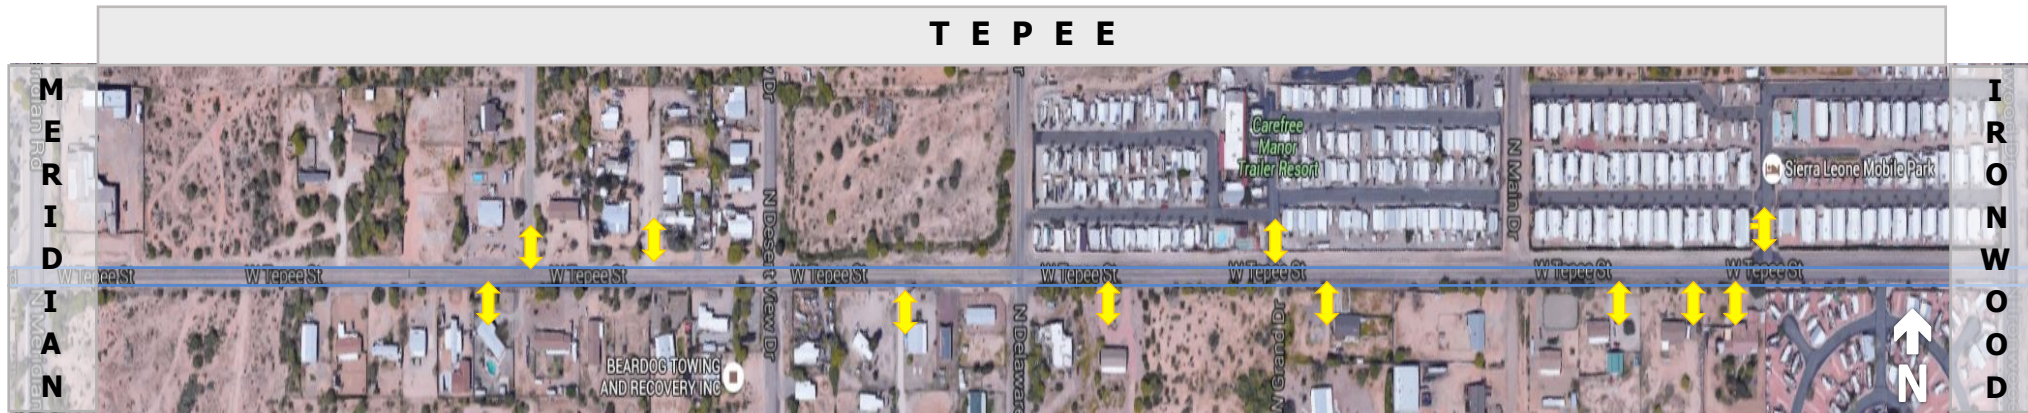 TEPEE
MERIDIAN
IRONWOOD
N Desert View Dr
Carefree
Manor
Trailer Resort
N Main Dr
Sierra Leone Mobile Park
W Tepee St
W Tepee St
W Tepee St
W Tepee St
W Tepee St
W Tepee St
W Tepee St
W Tepee St
BEARDOG TOWING
AND RECOVERY INC
N Delaware
N Grand Dr
N Meridian
N